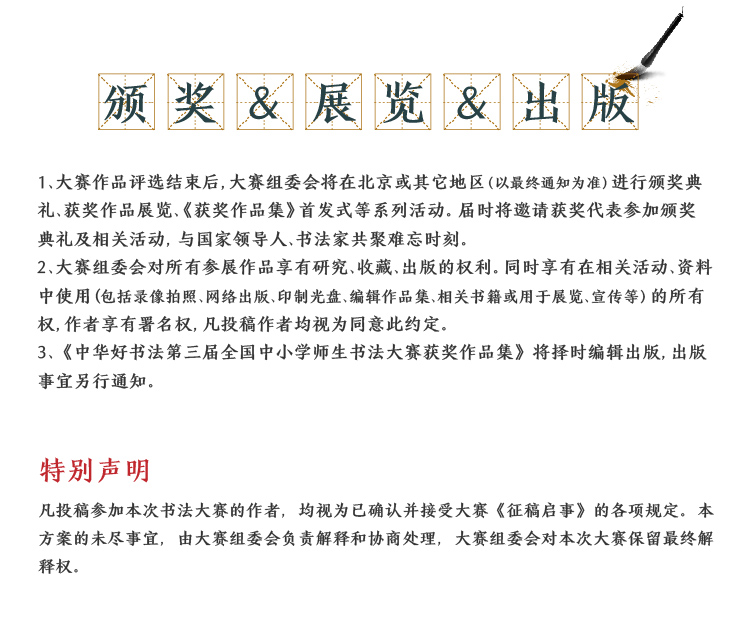 颁奖&展览&出版
1、大赛作品评选结束后,大赛组委会将在北京或其它地区(以最终通知为准)进行颁奖典
礼、获奖作品展览、《获奖作品集》首发式等系列活动。届时将邀请获奖代表参加颁奖
典礼及相关活动,与国家领导人、书法家共聚难忘时刻。
2、大赛组委会对所有参展作品享有研究、收藏、出版的权利。同时享有在相关活动、资料
中使用(包括录像拍照、网络出版、印制光盘、编辑作品集、相关书籍或用于展览、宣传等)的所有
权,作者享有署名权,凡投稿作者均视为同意此约定。
3、《中华好书法第三届全国中小学师生书法大赛获奖作品集》将择时编辑出版,出版
事宜另行通知。
特别声明
凡投稿参加本次书法大赛的作者,均视为已确认并接受大赛《征稿启事》的各项规定。本
方案的未尽事宜,由大赛组委会负责解释和协商处理,大赛组委会对本次大赛保留最终解
释权。